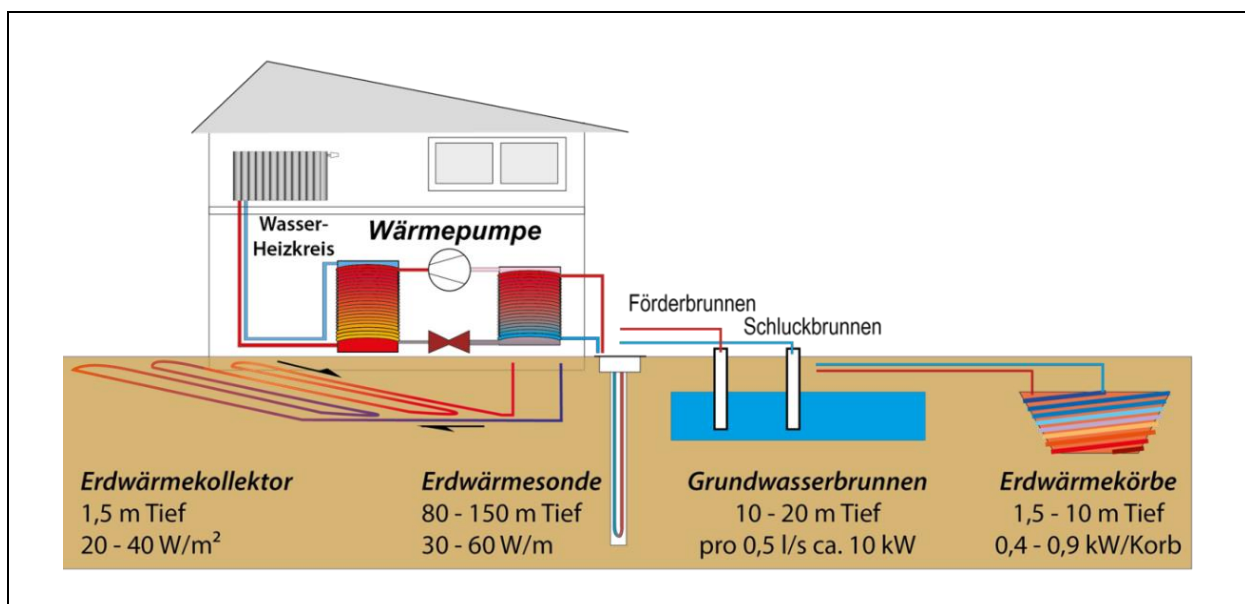 Wasser-
Heizkreis
Wärmepumpe
Förderbrunnen
Schluckbrunnen
Erdwärmekollektor
1,5 m Tief
20 - 40 W/m²
Erdwärmesonde
80 - 150 m Tief
30 - 60 W/m
Grundwasserbrunnen
10 - 20 m Tief
pro 0,5 l/s ca. 10 kW
Erdwärmekörbe
1,5 - 10 m Tief
0,4 - 0,9 kW/Korb